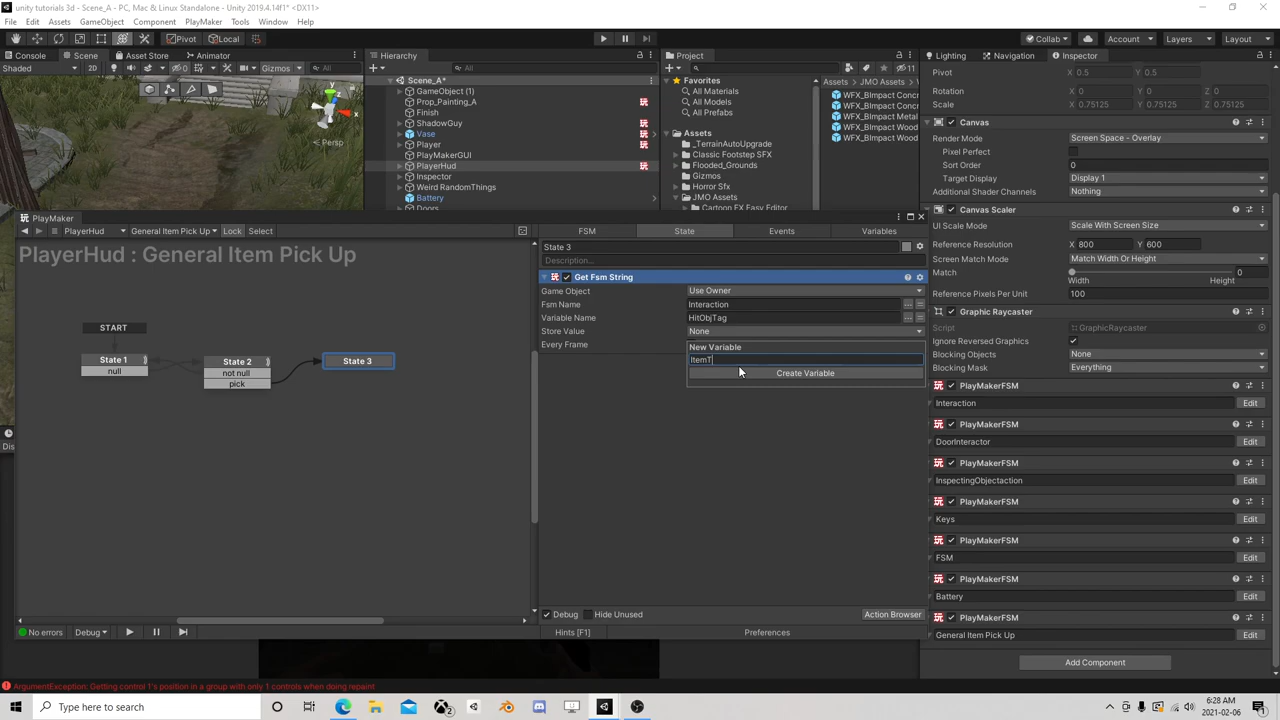 unity tutorials 3d - Scene_A - PC, Mac & Linux Standalone - Unity 2019.4.14f1* <DX11>
File Edit Assets GameObject Component PlayMaker Tools Window Help
Pivot Local Collab Account Layers Layout
Console Scene Asset Store Animator
Shaded 2D 0 Gizmos All
y
x
Persp
Hierarchy
All
Scene_A*
GameObject (1)
Prop_Painting_A
Finish
ShadowGuy
Vase
Player
PlayMakerGUI
PlayerHud
Inspector
Weird RandomThings
Battery
Doors
Project
11
Favorites
All Materials
All Models
All Prefabs
Assets
_TerrainAutoUpgrade
Classic Footstep SFX
Flooded_Grounds
Gizmos
Horror Sfx
JMO Assets
Cartoon FX Easy Editor
Assets JMO Assets
WFX_BImpact Conc
WFX_BImpact Conc
WFX_BImpact Metal
WFX_BImpact Wood
WFX_BImpact Wood
PlayMaker
PlayerHud General Item Pick Up Lock Select
PlayerHud : General Item Pick Up
START
State 1
null
State 2
not null
pick
State 3
FSM State Events Variables
State 3
Description...
Get Fsm String
Game Object Use Owner
Fsm Name Interaction
Variable Name HitObjTag
Store Value None
Every Frame
New Variable
ItemT
Create Variable
Debug Hide Unused Action Browser
No errors Debug Hints [F1] Preferences
Lighting Navigation Inspector
Pivot X 0.5 Y 0.5
Rotation X 0 Y 0 Z 0
Scale X 0.75125 Y 0.75125 Z 0.75125
Canvas
Render Mode Screen Space - Overlay
Pixel Perfect
Sort Order 0
Target Display Display 1
Additional Shader Channels Nothing
Canvas Scaler
UI Scale Mode Scale With Screen Size
Reference Resolution X 800 Y 600
Screen Match Mode Match Width Or Height
Match 0
Width Height
Reference Pixels Per Unit 100
Graphic Raycaster
Script GraphicRaycaster
Ignore Reversed Graphics
Blocking Objects None
Blocking Mask Everything
PlayMakerFSM
Interaction Edit
PlayMakerFSM
DoorInteractor Edit
PlayMakerFSM
InspectingObjectaction Edit
PlayMakerFSM
Keys Edit
PlayMakerFSM
FSM Edit
PlayMakerFSM
Battery Edit
PlayMakerFSM
General Item Pick Up Edit
Add Component
Dis
ArgumentException: Getting control 1's position in a group with only 1 controls when doing repaint
Type here to search
6:28 AM
2021-02-06